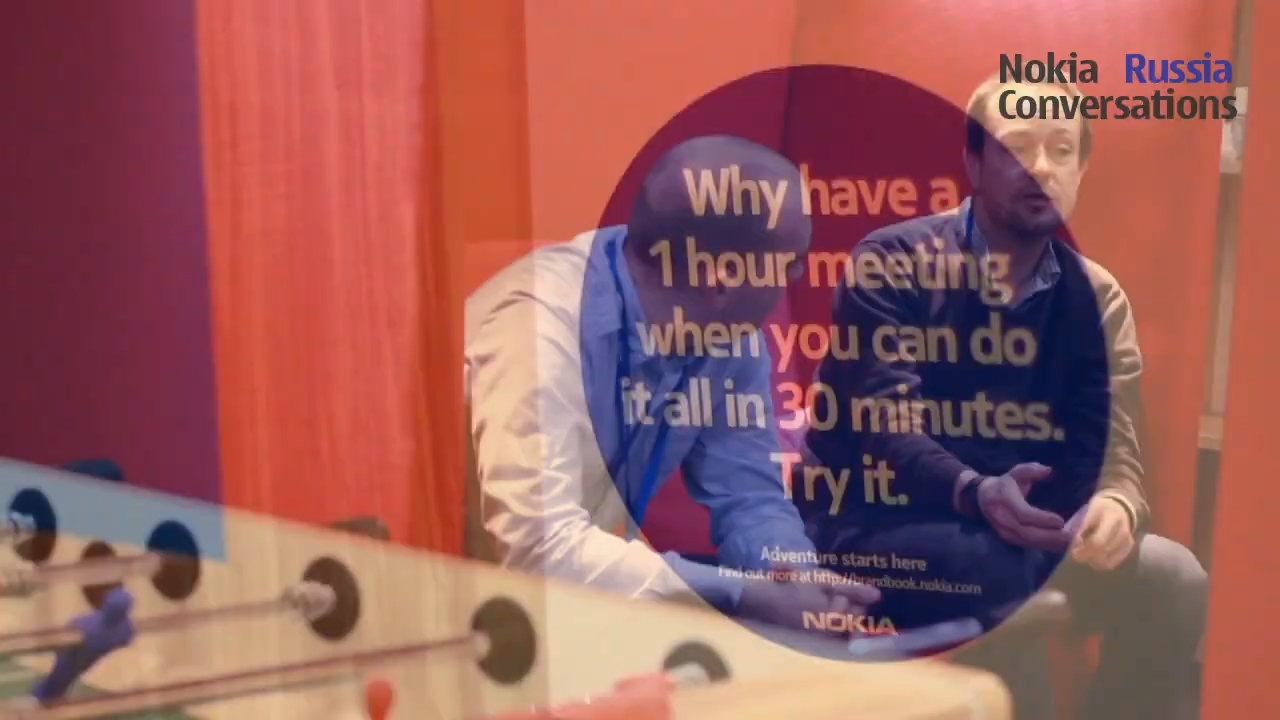 Nokia Russia
Conversations
Why have a
1 hour meeting
when you can do
it all in 30 minutes.
Try it.
Adventure starts here
Find out more at http://brandbook.nokia.com
NOKIA